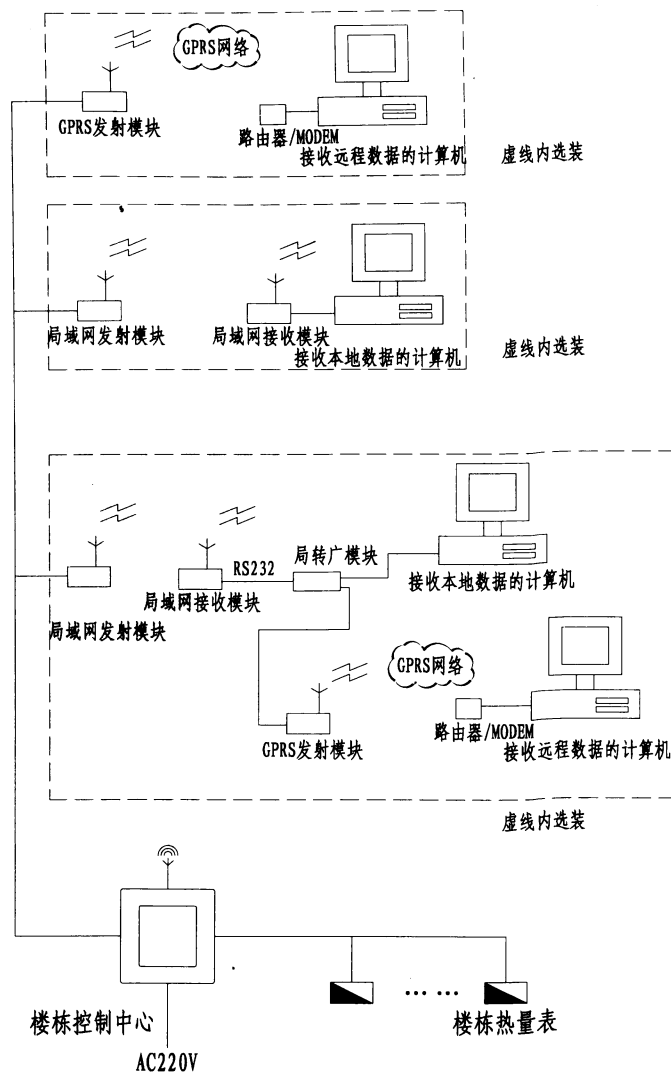 GPRS网络
GPRS发射模块
路由器/MODEM
接收远程数据的计算机
虚线内选装
局域网发射模块
局域网接收模块
接收本地数据的计算机
虚线内选装
局转广模块
RS232
接收本地数据的计算机
局域网接收模块
局域网发射模块
GPRS网络
路由器/MODEM
GPRS发射模块
接收远程数据的计算机
虚线内选装
楼栋控制中心
楼栋热量表
AC220V